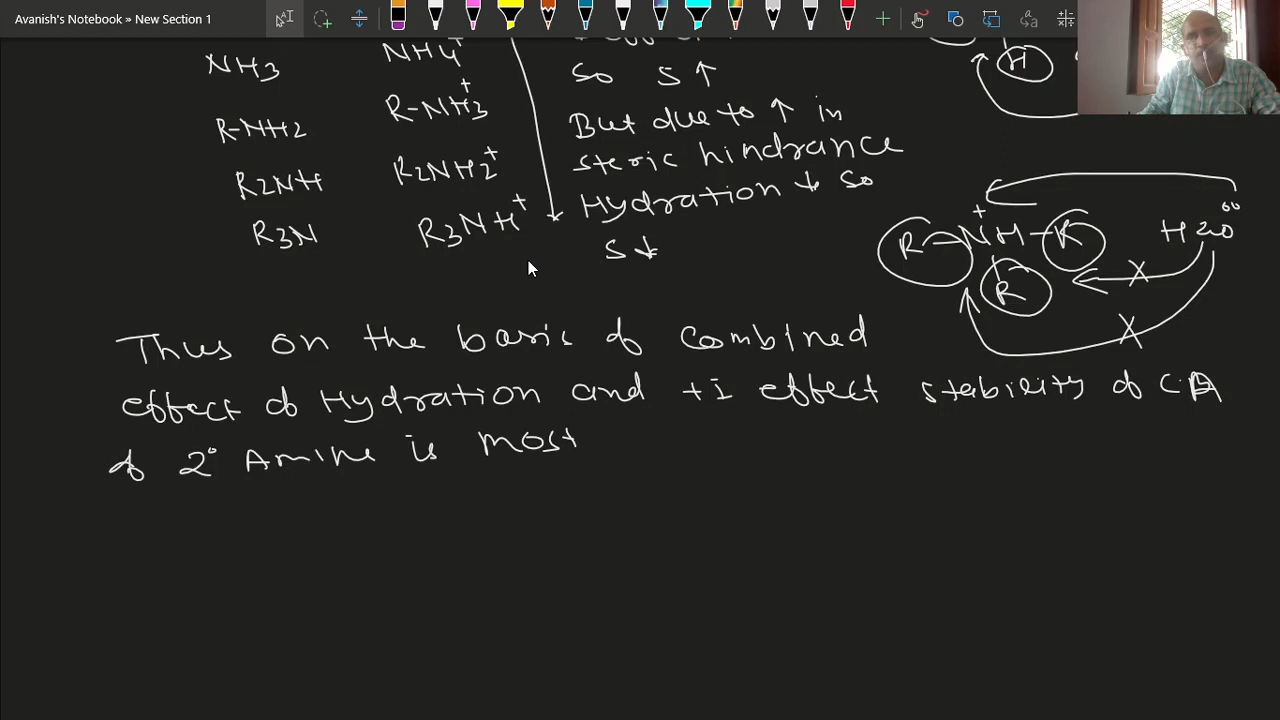 Avanish's Notebook » New Section 1
NH3 NH4+
So S ↑
H
R-NH2 R-NH3+
But due to ↑ in
steric hindrance
R2NH R2NH2+
Hydration ↓ so
R3N R3NH+
S ↓
R-NH+-R H2O
R
X
X
Thus on the basis of combined
effect of Hydration and +I effect stability of CA
of 2° Amine is most